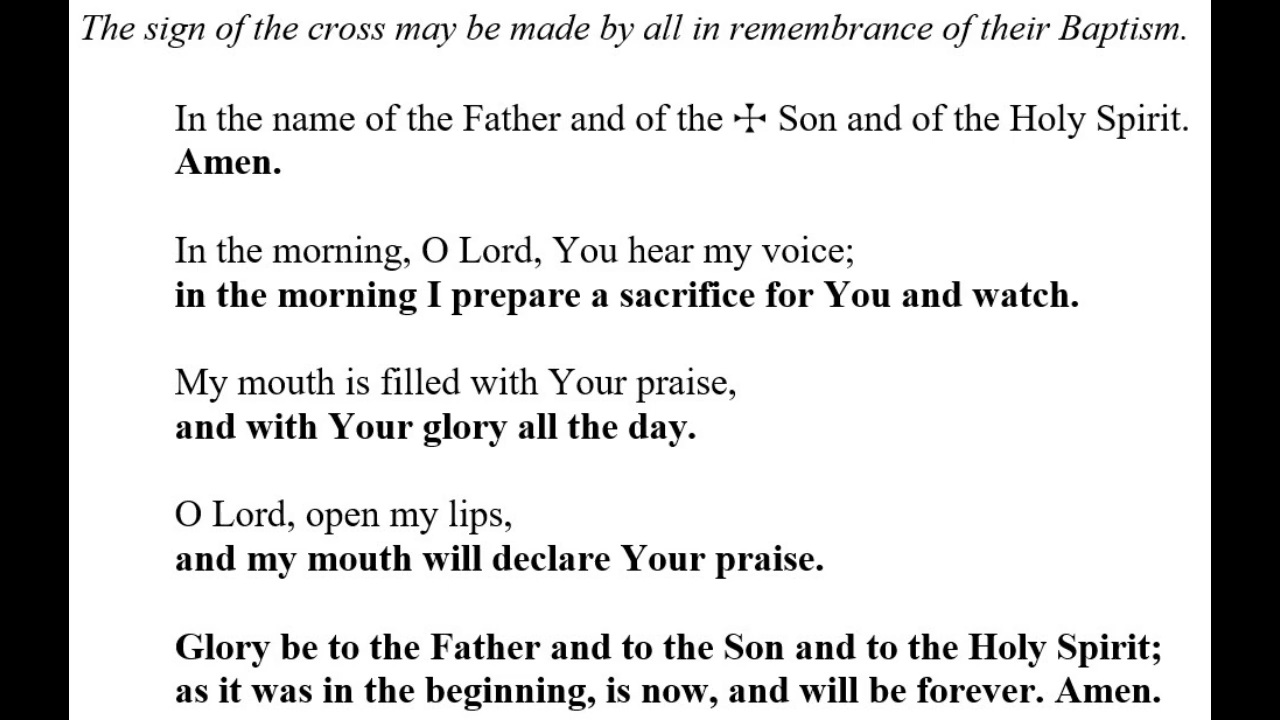 The sign of the cross may be made by all in remembrance of their Baptism.
In the name of the Father and of the ☩ Son and of the Holy Spirit.
Amen.
In the morning, O Lord, You hear my voice;
in the morning I prepare a sacrifice for You and watch.
My mouth is filled with Your praise,
and with Your glory all the day.
O Lord, open my lips,
and my mouth will declare Your praise.
Glory be to the Father and to the Son and to the Holy Spirit;
as it was in the beginning, is now, and will be forever. Amen.